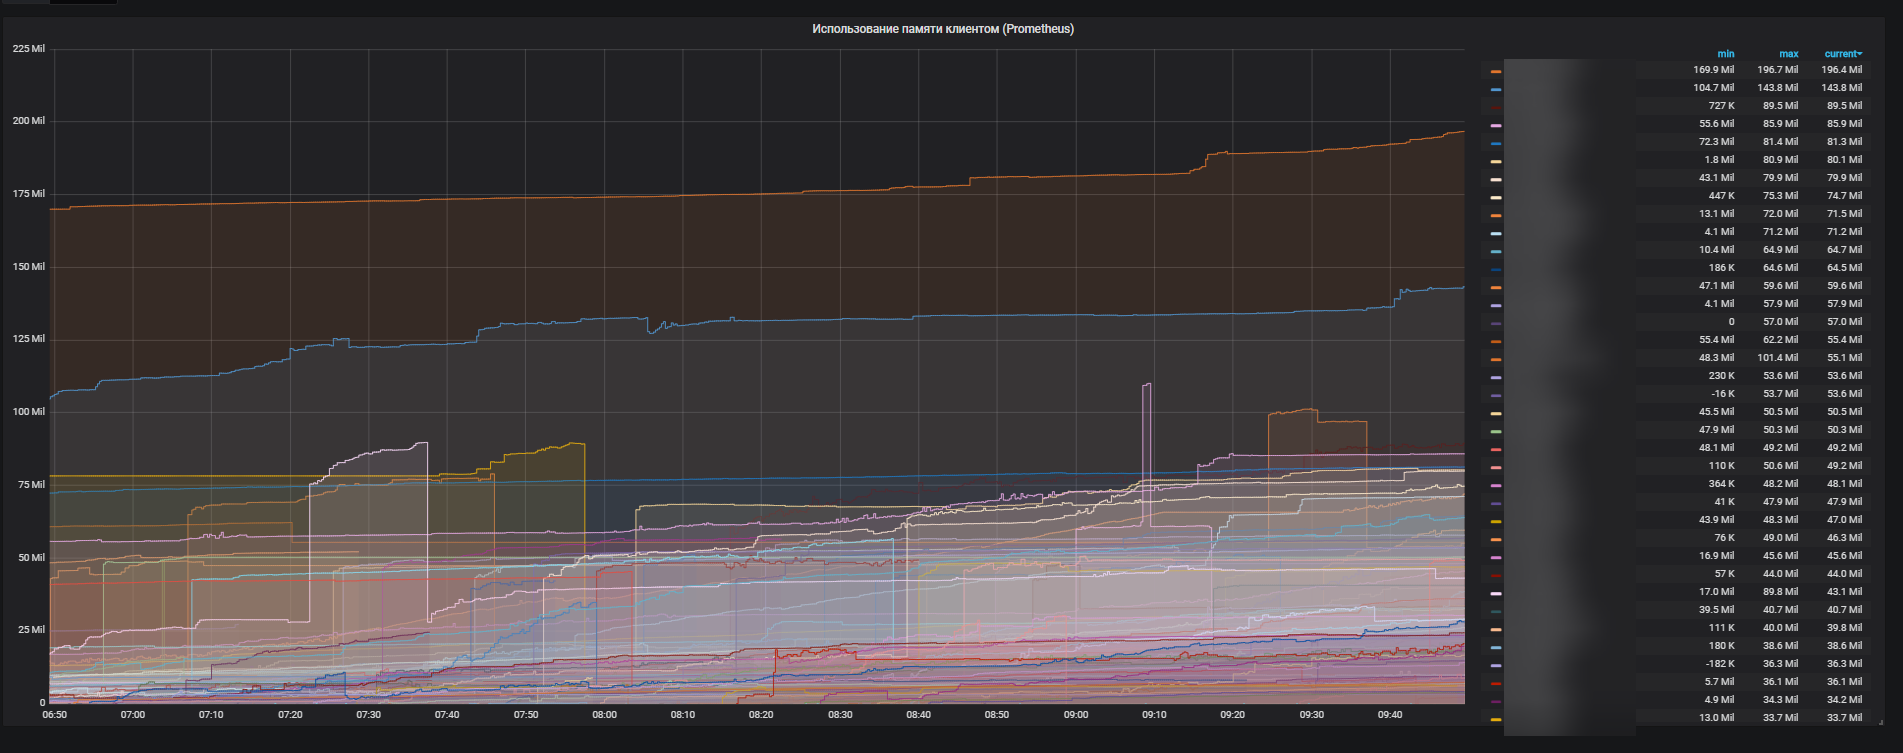 Использование памяти клиентом (Prometheus)
225 Mil
200 Mil
175 Mil
150 Mil
125 Mil
100 Mil
75 Mil
50 Mil
25 Mil
0
06:50 07:00 07:10 07:20 07:30 07:40 07:50 08:00 08:10 08:20 08:30 08:40 08:50 09:00 09:10 09:20 09:30 09:40
min max current
169.9 Mil 196.7 Mil 196.4 Mil
104.7 Mil 143.8 Mil 143.8 Mil
727 K 89.5 Mil 89.5 Mil
55.6 Mil 85.9 Mil 85.9 Mil
72.3 Mil 81.4 Mil 81.3 Mil
1.8 Mil 80.9 Mil 80.1 Mil
43.1 Mil 79.9 Mil 79.9 Mil
447 K 75.3 Mil 74.7 Mil
13.1 Mil 72.0 Mil 71.5 Mil
4.1 Mil 71.2 Mil 71.2 Mil
10.4 Mil 64.9 Mil 64.7 Mil
186 K 64.6 Mil 64.5 Mil
47.1 Mil 59.6 Mil 59.6 Mil
4.1 Mil 57.9 Mil 57.9 Mil
0 57.0 Mil 57.0 Mil
55.4 Mil 62.2 Mil 55.4 Mil
48.3 Mil 101.4 Mil 55.1 Mil
230 K 53.6 Mil 53.6 Mil
-16 K 53.7 Mil 53.6 Mil
45.5 Mil 50.5 Mil 50.5 Mil
47.9 Mil 50.3 Mil 50.3 Mil
48.1 Mil 49.2 Mil 49.2 Mil
110 K 50.6 Mil 49.2 Mil
364 K 48.2 Mil 48.1 Mil
41 K 47.9 Mil 47.9 Mil
43.9 Mil 48.3 Mil 47.0 Mil
76 K 49.0 Mil 46.3 Mil
16.9 Mil 45.6 Mil 45.6 Mil
57 K 44.0 Mil 44.0 Mil
17.0 Mil 89.8 Mil 43.1 Mil
39.5 Mil 40.7 Mil 40.7 Mil
111 K 40.0 Mil 39.8 Mil
180 K 38.6 Mil 38.6 Mil
-182 K 36.3 Mil 36.3 Mil
5.7 Mil 36.1 Mil 36.1 Mil
4.9 Mil 34.3 Mil 34.2 Mil
13.0 Mil 33.7 Mil 33.7 Mil